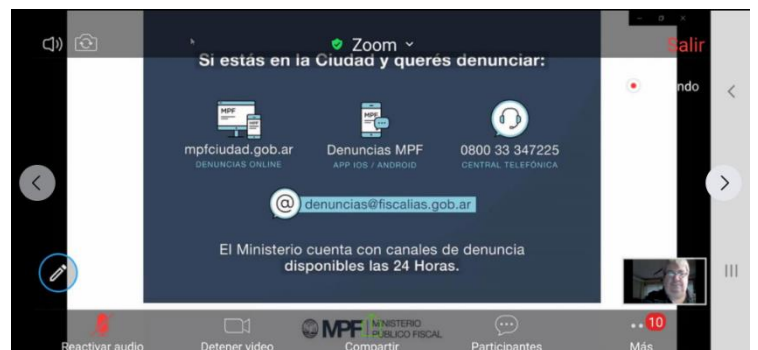 Zoom
Salir
Si estás en la Ciudad y querés denunciar:
ndo
MPF
MPF
MPF
mpfciudad.gob.ar
DENUNCIAS ONLINE
Denuncias MPF
APP IOS / ANDROID
0800 33 347225
CENTRAL TELEFÓNICA
@ denuncias@fiscalias.gob.ar
El Ministerio cuenta con canales de denuncia
disponibles las 24 Horas.
MPF MINISTERIO
PÚBLICO FISCAL
10
Reactivar audio
Detener video
Compartir
Participantes
Más